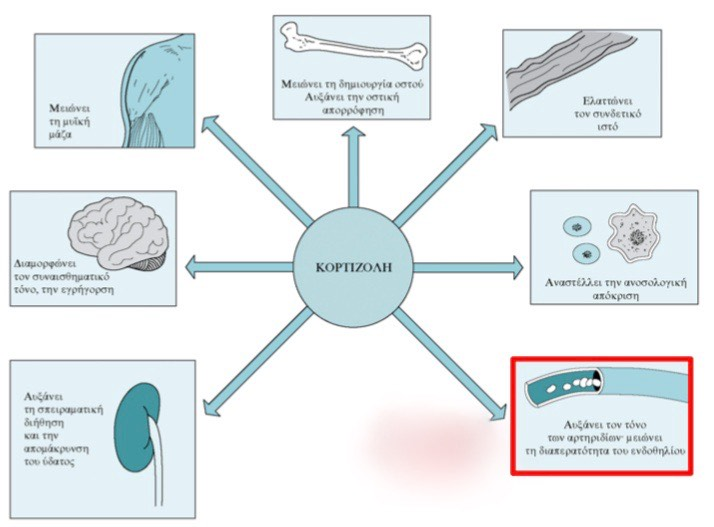 Μειώνει
τη μυϊκή
μάζα
Μειώνει τη δημιουργία οστού
Αυξάνει την οστική
απορρόφηση
Ελαττώνει
τον συνδετικό
ιστό
Διαμορφώνει
τον συναισθηματικό
τόνο, την εγρήγορση
ΚΟΡΤΙΖΟΛΗ
Αναστέλλει την ανοσολογική
απόκριση
Αυξάνει
τη σπειραματική
διήθηση
και την
απομάκρυνση
του ύδατος
Αυξάνει τον τόνο
των αρτηριδίων· μειώνει
τη διαπερατότητα του ενδοθηλίου